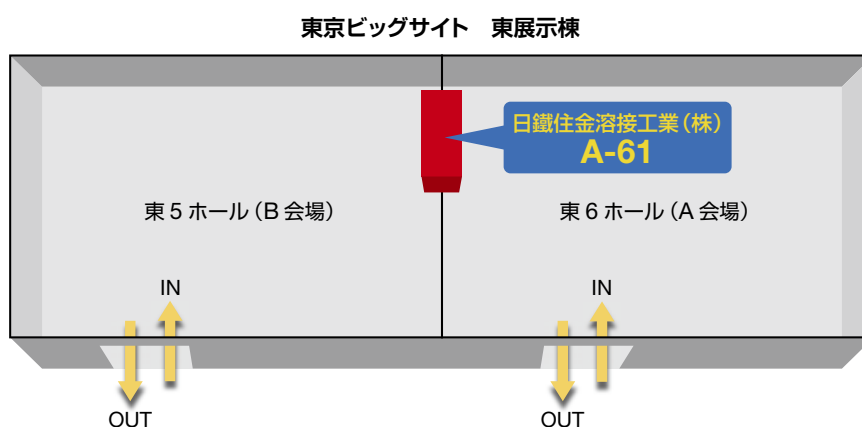 東京ビッグサイト　東展示棟
日鐵住金溶接工業(株)
A-61
東5ホール(B会場)
東6ホール(A会場)
IN
IN
OUT
OUT